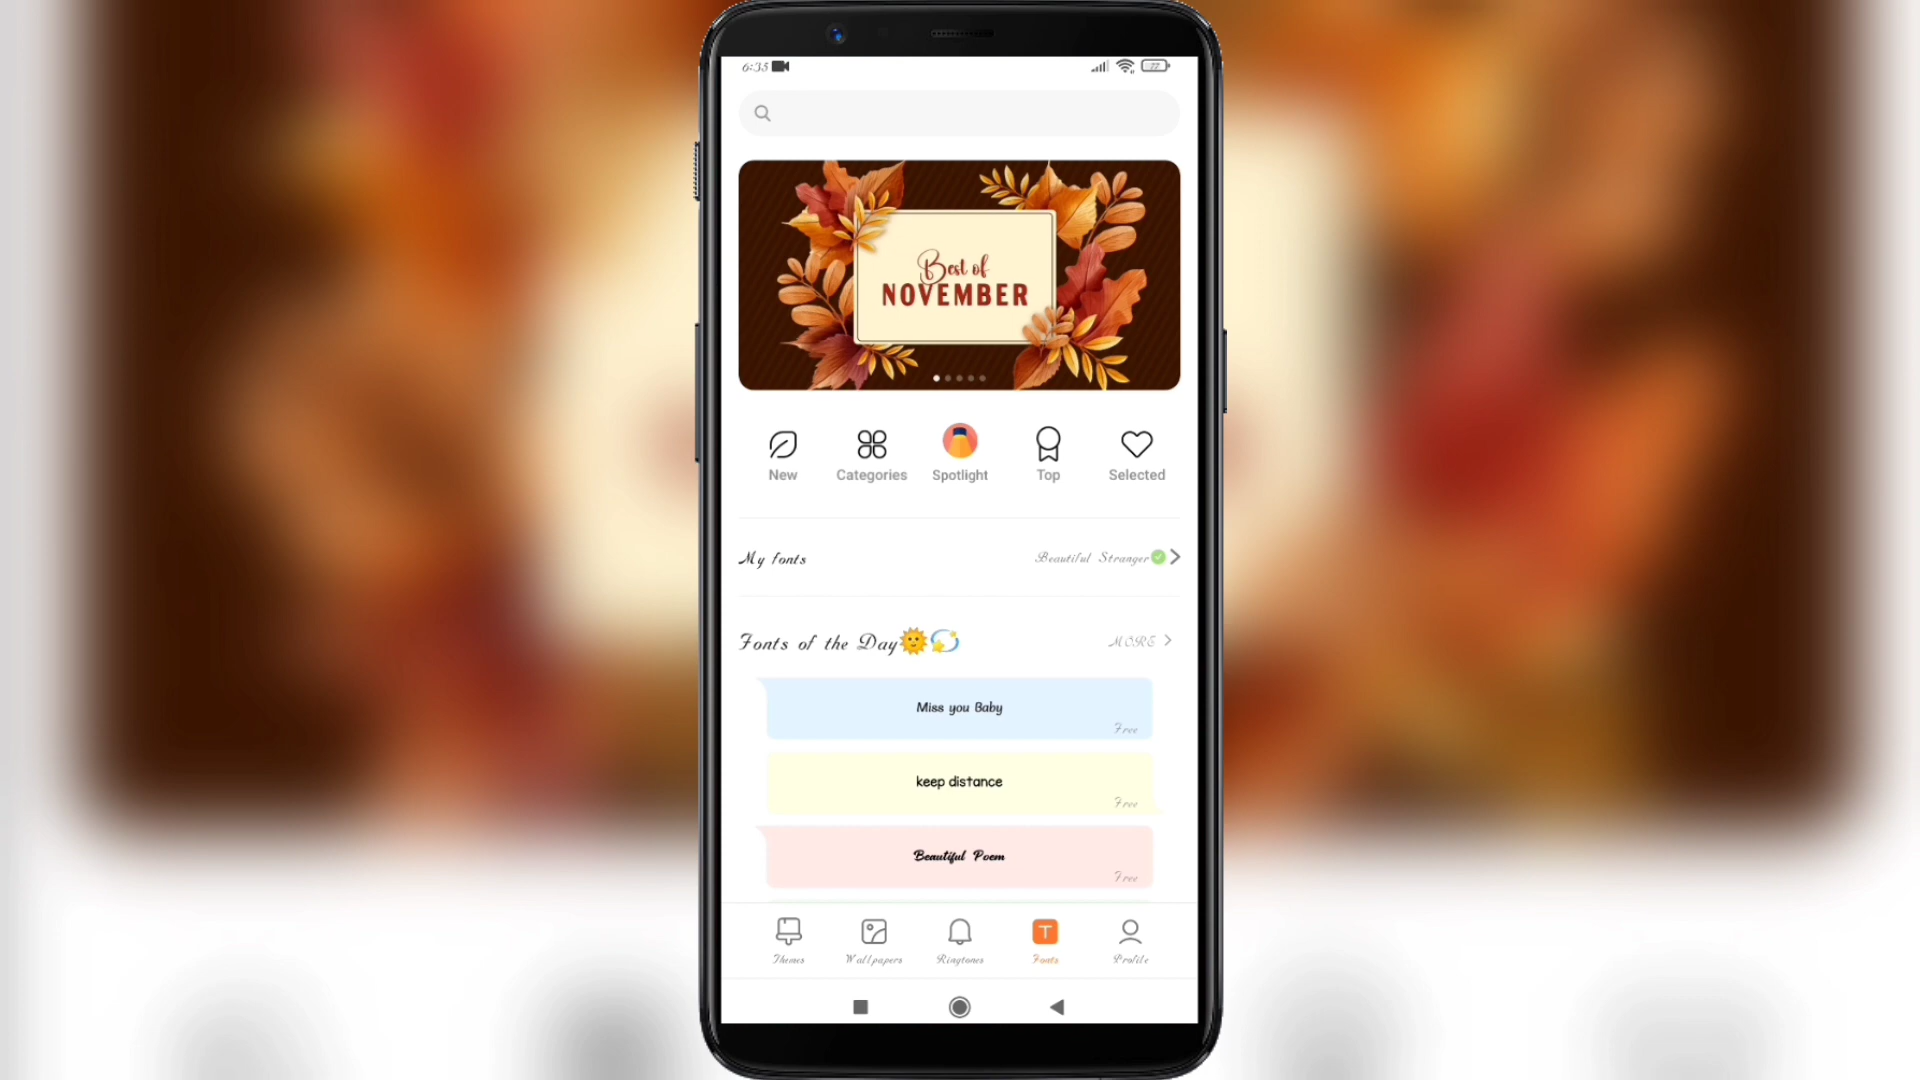 6:35
22
Best of
NOVEMBER
New
Categories
Spotlight
Top
Selected
My fonts
Beautiful Stranger
Fonts of the Day🌞💫
MORE
Miss you Baby
Free
keep distance
Free
Beautiful Poem
Free
Themes
Wallpapers
Ringtones
T
Fonts
Profile